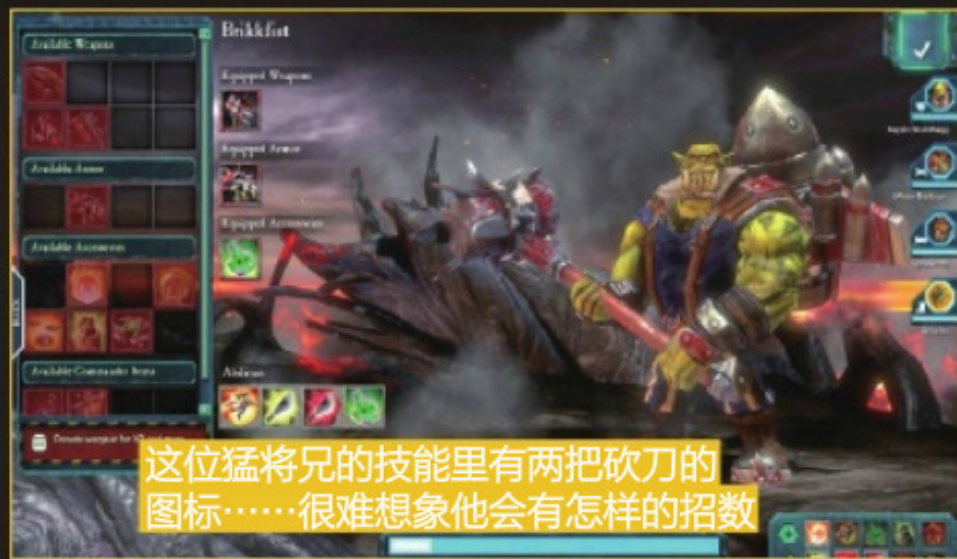 Brikkfist
Available Weapons
Equipped Weapons
Available Armor
Equipped Armor
Equipped Accessories
Available Accessories
Abilities
Available Commander Items
这位猛将兄的技能里有两把砍刀的
图标……很难想象他会有怎样的招数